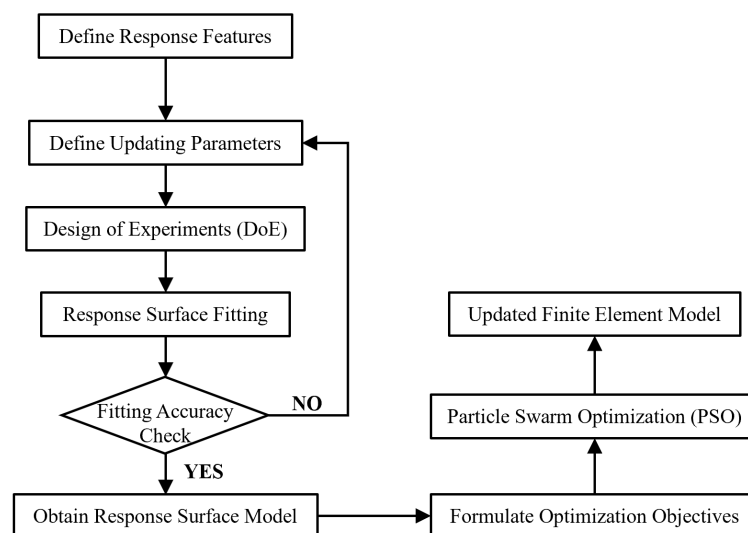 Define Response Features
Define Updating Parameters
Design of Experiments (DoE)
Response Surface Fitting
Fitting Accuracy
Check
NO
YES
Obtain Response Surface Model
Formulate Optimization Objectives
Particle Swarm Optimization (PSO)
Updated Finite Element Model